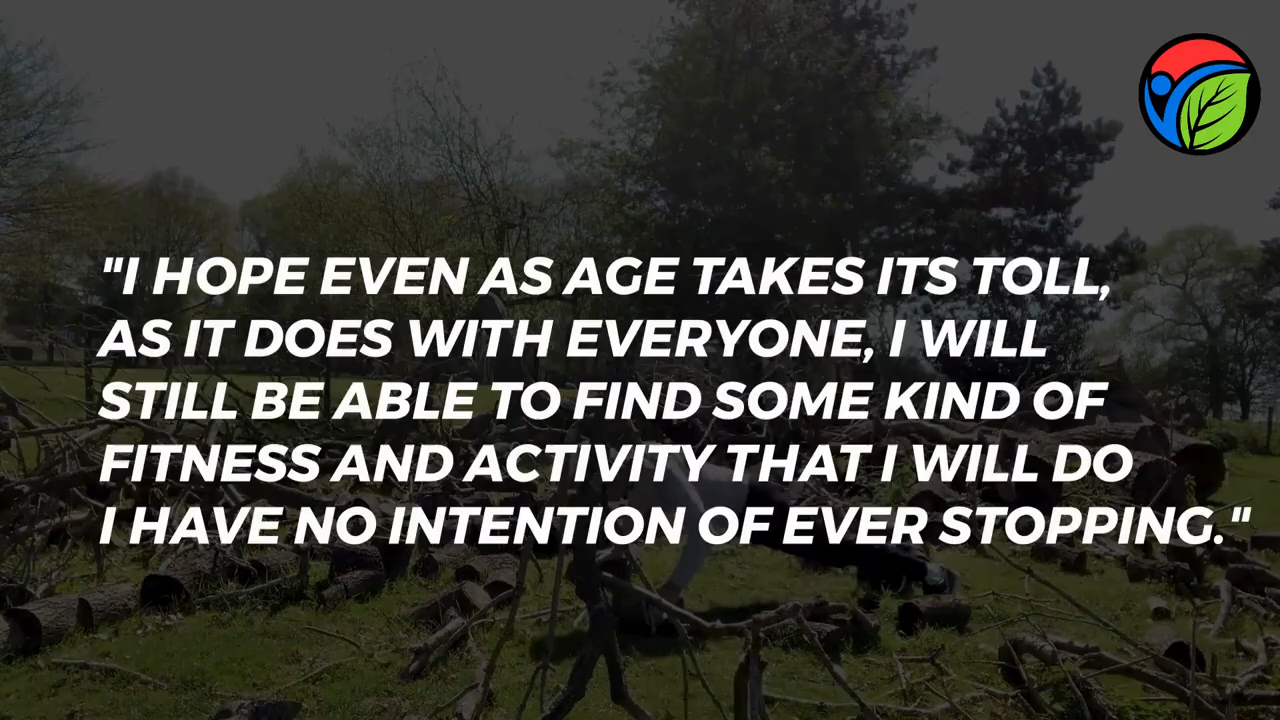 "I HOPE EVEN AS AGE TAKES ITS TOLL,
AS IT DOES WITH EVERYONE, I WILL
STILL BE ABLE TO FIND SOME KIND OF
FITNESS AND ACTIVITY THAT I WILL DO
I HAVE NO INTENTION OF EVER STOPPING."